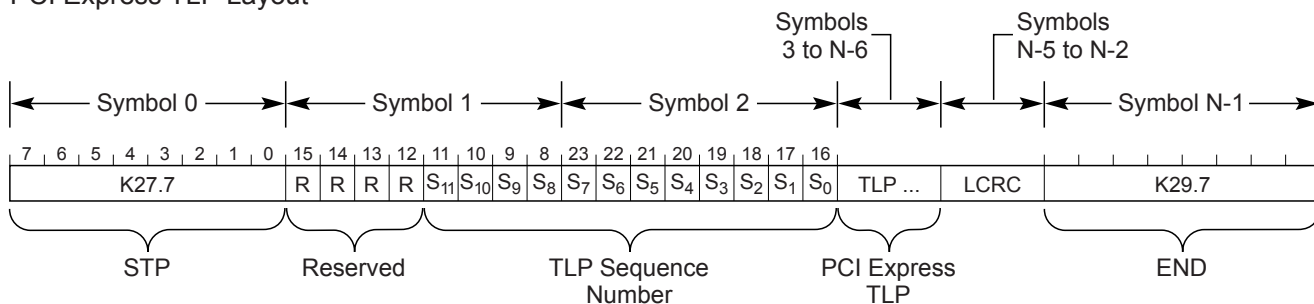 PCI Express TLP Layout
Symbols
3 to N-6
Symbols
N-5 to N-2
Symbol 0
Symbol 1
Symbol 2
Symbol N-1
7 6 5 4 3 2 1 0 15 14 13 12 11 10 9 8 23 22 21 20 19 18 17 16
K27.7 R R R R S₁₁ S₁₀ S₉ S₈ S₇ S₆ S₅ S₄ S₃ S₂ S₁ S₀ TLP ... LCRC K29.7
STP
Reserved
TLP Sequence
Number
PCI Express
TLP
END